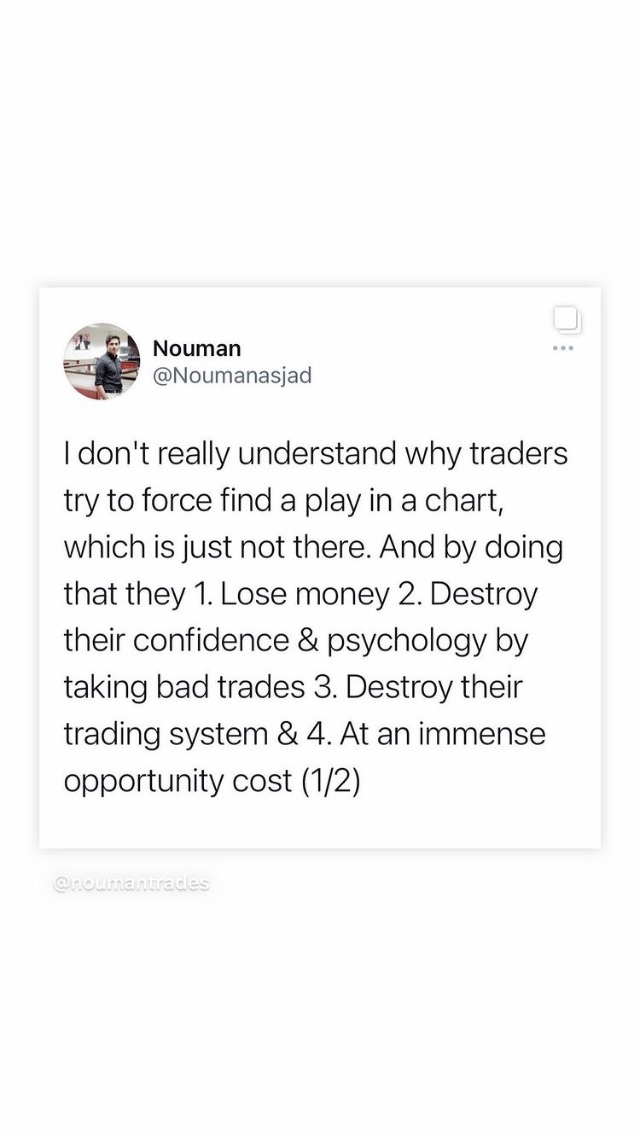 Nouman
@Noumanasjad
I don't really understand why traders
try to force find a play in a chart,
which is just not there. And by doing
that they 1. Lose money 2. Destroy
their confidence & psychology by
taking bad trades 3. Destroy their
trading system & 4. At an immense
opportunity cost (1/2)
@noumantrades